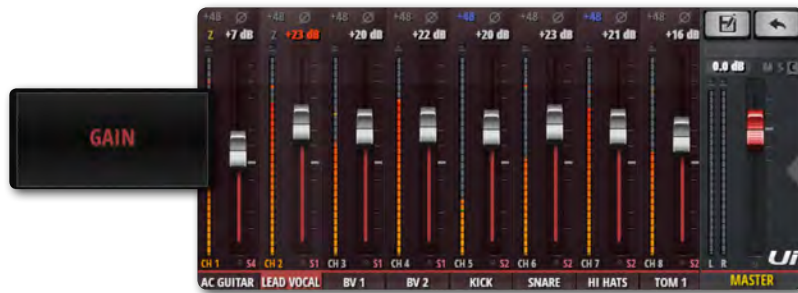 +48 Ø +48 Ø +48 Ø +48 Ø +48 Ø +48 Ø +48 Ø +48 Ø
Z +7 dB Z +23 dB +20 dB +22 dB +20 dB +23 dB +21 dB +16 dB
0.0 dB M S
GAIN
CH 1 S4 CH 2 S1 CH 3 S1 CH 4 S1 CH 5 S2 CH 6 S2 CH 7 S2 CH 8 S2 L R Ui
AC GUITAR LEAD VOCAL BV 1 BV 2 KICK SNARE HI HATS TOM 1 MASTER